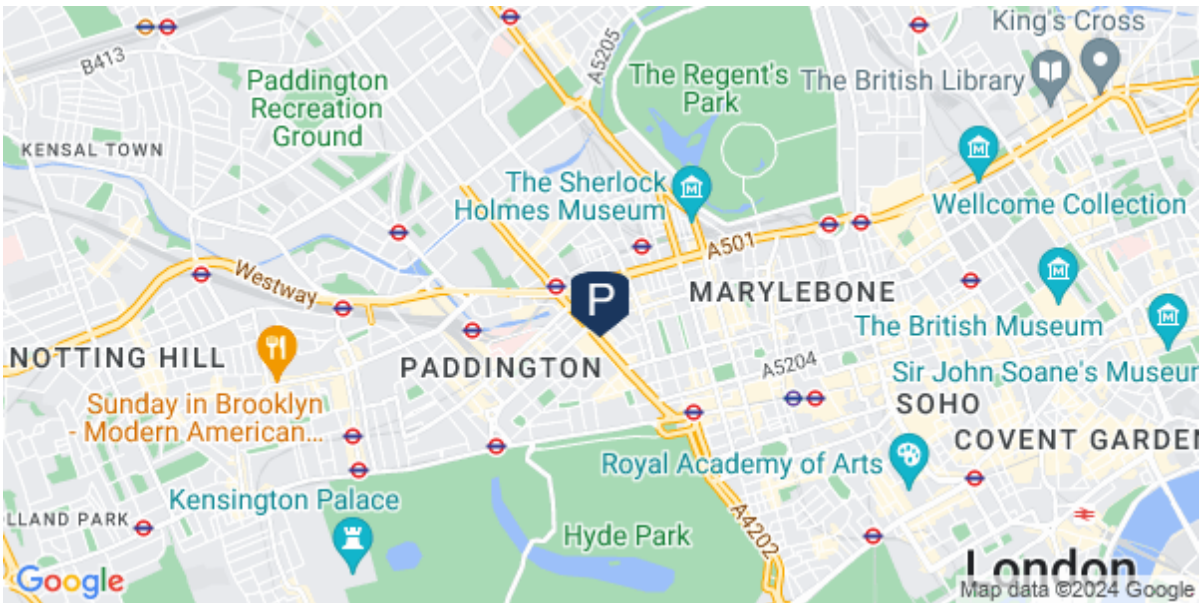 King's Cross
B413
A5205
The Regent's
Park
The British Library
Paddington
Recreation
Ground
KENSAL TOWN
The Sherlock
Holmes Museum
Wellcome Collection
A501
Westway
P
MARYLEBONE
The British Museum
NOTTING HILL
PADDINGTON
A5204
Sir John Soane's Museum
Sunday in Brooklyn
- Modern American...
SOHO
COVENT GARDEN
Royal Academy of Arts
Kensington Palace
LLAND PARK
Hyde Park
A4202
London
Google
Map data ©2024 Google